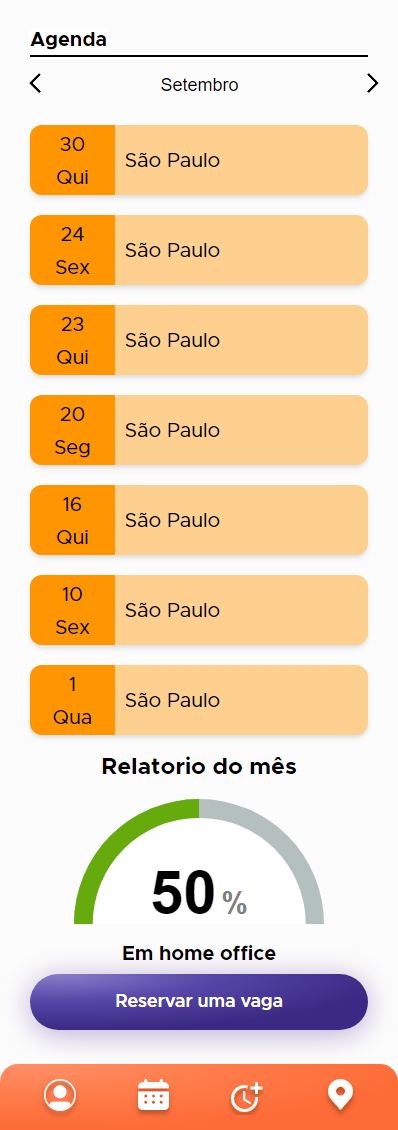 Agenda
Setembro
30
Qui
São Paulo
24
Sex
São Paulo
23
Qui
São Paulo
20
Seg
São Paulo
16
Qui
São Paulo
10
Sex
São Paulo
1
Qua
São Paulo
Relatorio do mês
50 %
Em home office
Reservar uma vaga